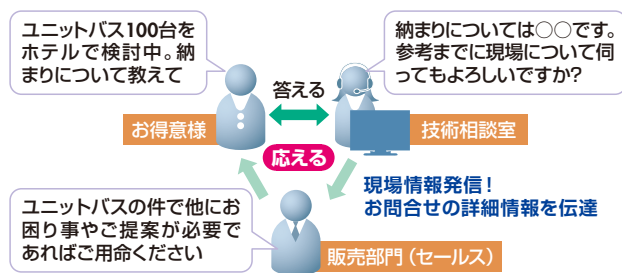 ユニットバス100台を
ホテルで検討中。納
まりについて教えて
納まりについては○○です。
参考までに現場について伺
ってもよろしいですか?
答える
お得意様
技術相談室
応える
現場情報発信!
お問合せの詳細情報を伝達
ユニットバスの件で他にお
困り事やご提案が必要で
あればご用命ください
販売部門(セールス)